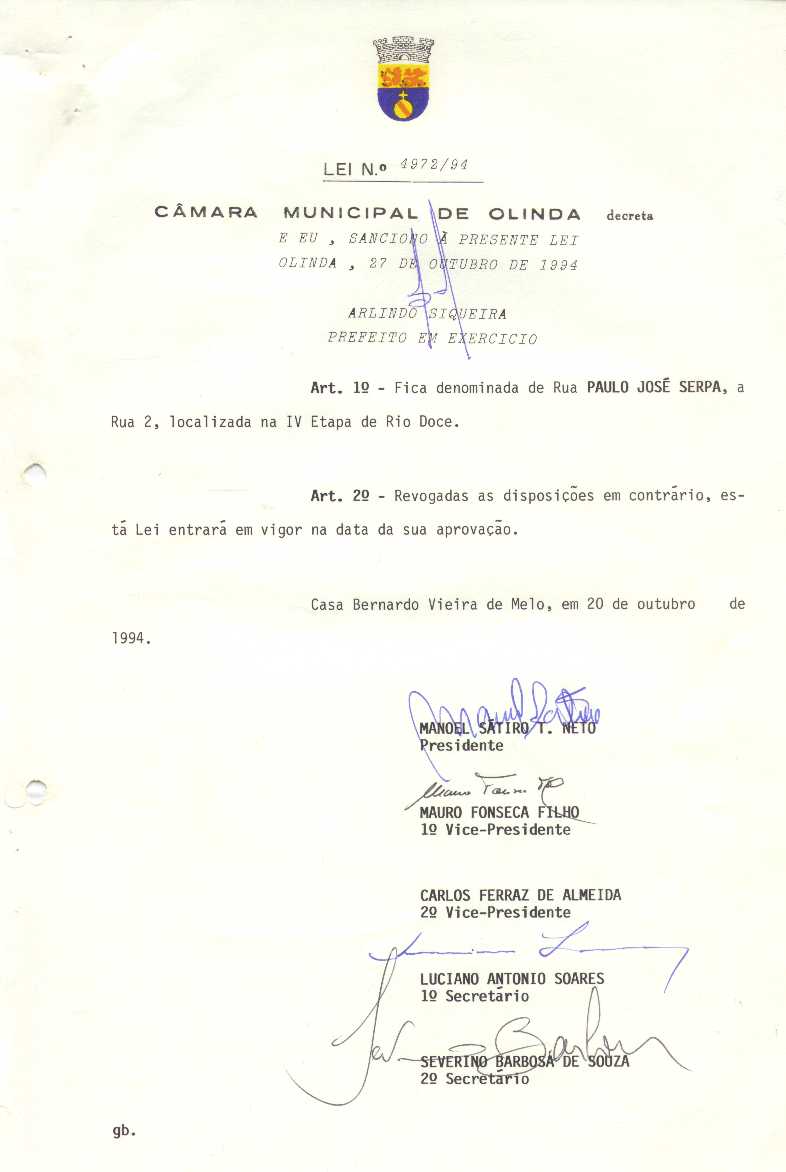 LEI N.º 4972/94
CÂMARA MUNICIPAL DE OLINDA decreta
E EU , SANCIONO À PRESENTE LEI
OLINDA , 27 DE OUTUBRO DE 1994
ARLINDO SIQUEIRA
PREFEITO EM EXERCICIO
Art. 1º - Fica denominada de Rua PAULO JOSÉ SERPA, a
Rua 2, localizada na IV Etapa de Rio Doce.
Art. 2º - Revogadas as disposições em contrário, es-
tá Lei entrará em vigor na data da sua aprovação.
Casa Bernardo Vieira de Melo, em 20 de outubro de
1994.
MANOEL SÁTIRO T. NETO
Presidente
MAURO FONSECA FILHO
1º Vice-Presidente
CARLOS FERRAZ DE ALMEIDA
2º Vice-Presidente
LUCIANO ANTONIO SOARES
1º Secretário
SEVERINO BARBOSA DE SOUZA
2º Secretário
gb.